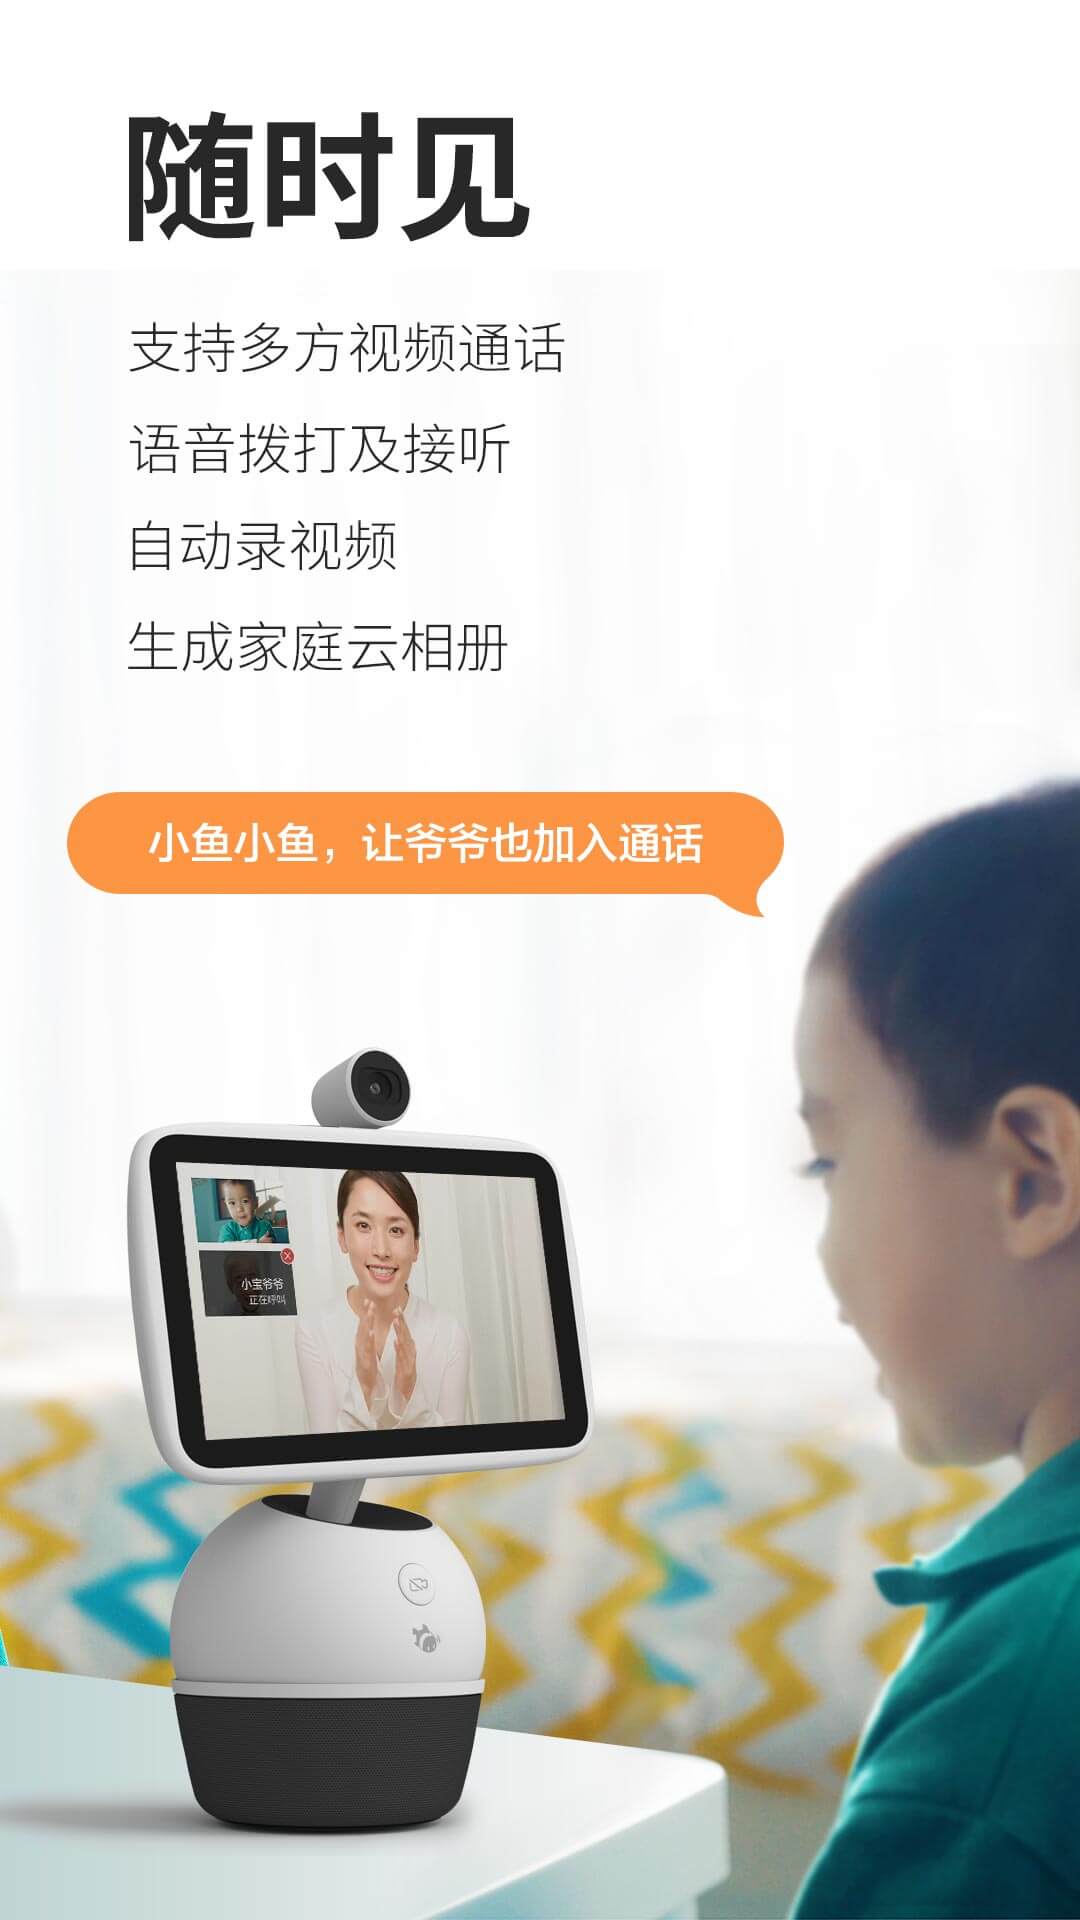 随时见
支持多方视频通话
语音拨打及接听
自动录视频
生成家庭云相册
小鱼小鱼，让爷爷也加入通话
小宝爷爷
正在呼叫